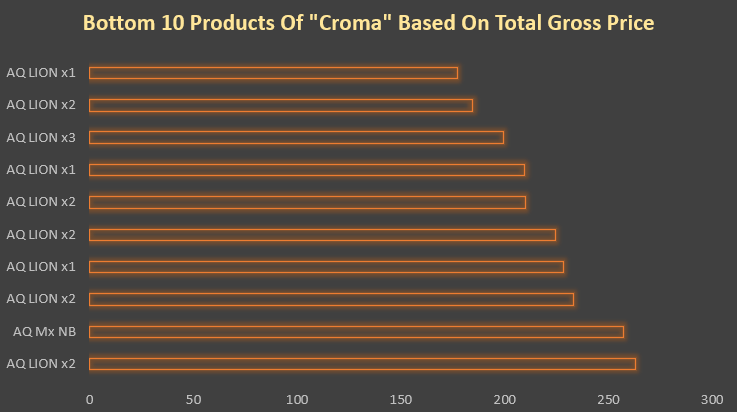 Bottom 10 Products Of "Croma" Based On Total Gross Price
AQ LION x1
AQ LION x2
AQ LION x3
AQ LION x1
AQ LION x2
AQ LION x2
AQ LION x1
AQ LION x2
AQ Mx NB
AQ LION x2
0 50 100 150 200 250 300